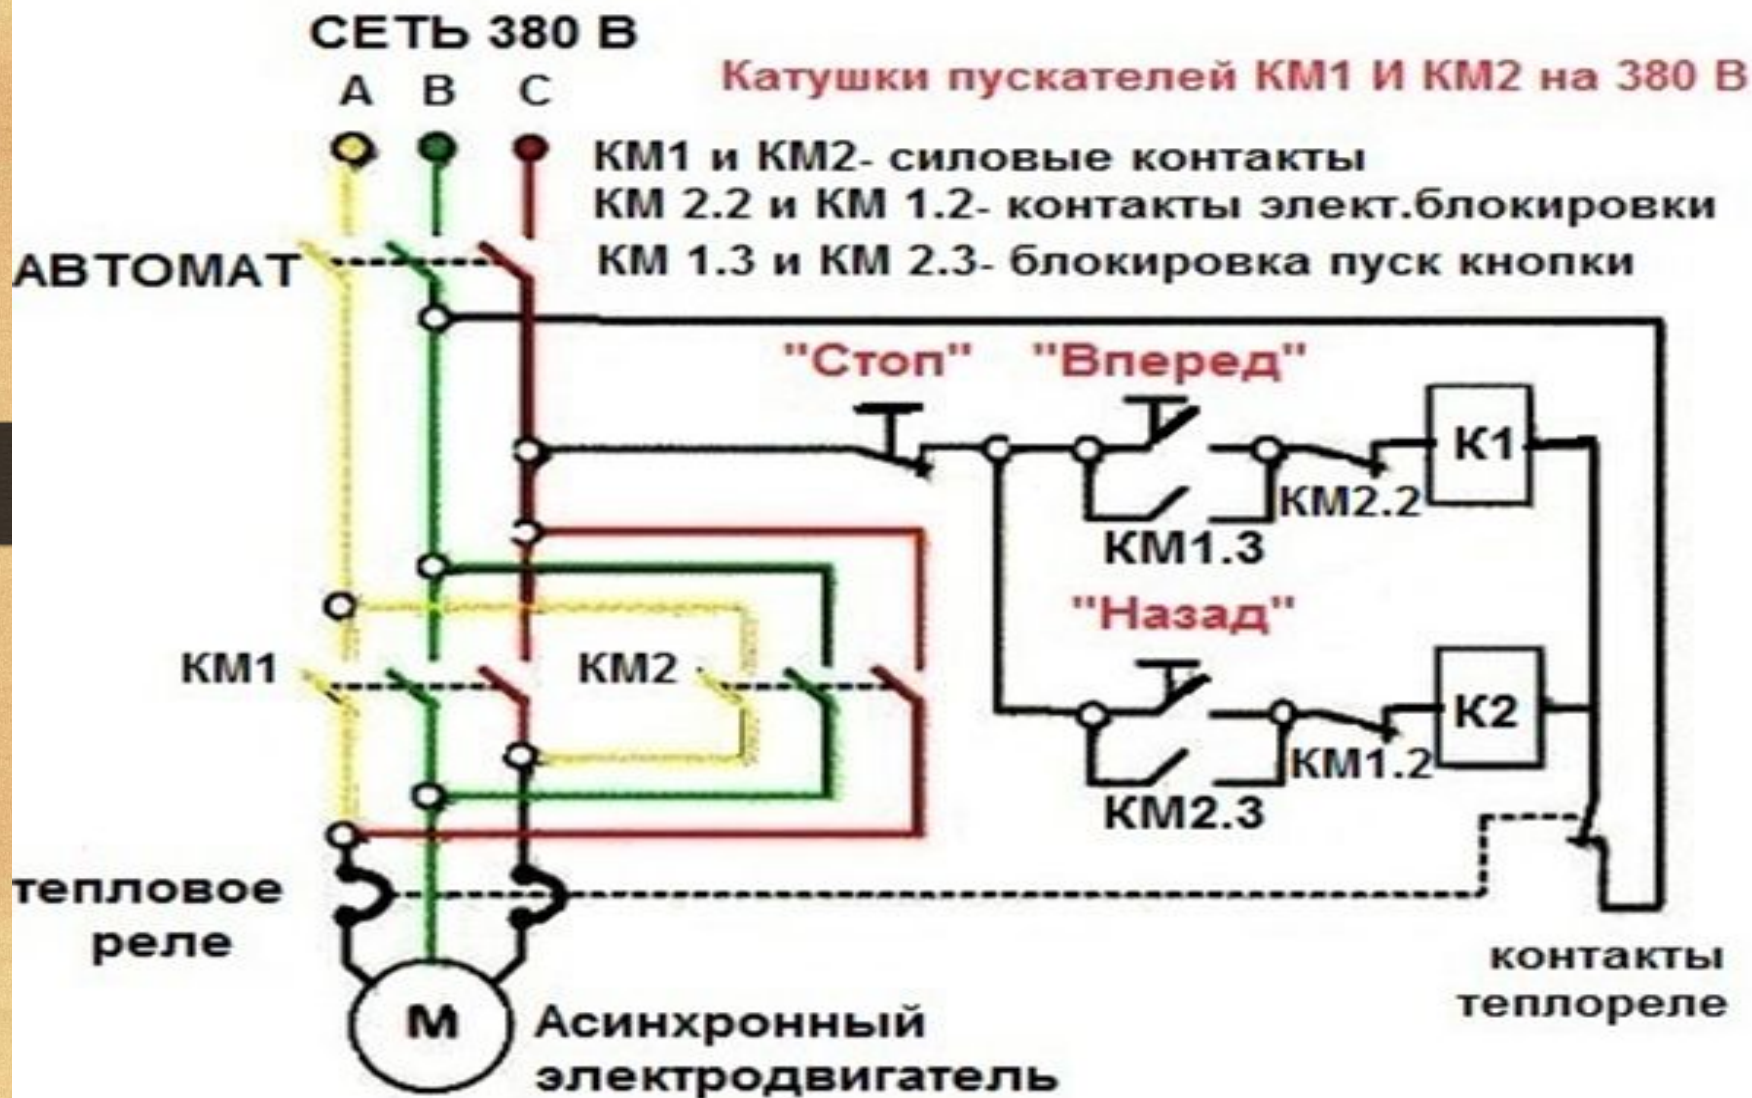 СЕТЬ 380 В
А В С
Катушки пускателей КМ1 И КМ2 на 380 В
КМ1 и КМ2- силовые контакты
КМ 2.2 и КМ 1.2- контакты элект.блокировки
АВТОМАТ
КМ 1.3 и КМ 2.3- блокировка пуск кнопки
"Стоп" "Вперед"
К1
КМ2.2
КМ1.3
"Назад"
КМ1 КМ2
К2
КМ1.2
КМ2.3
тепловое
реле
контакты
теплореле
М
Асинхронный
электродвигатель